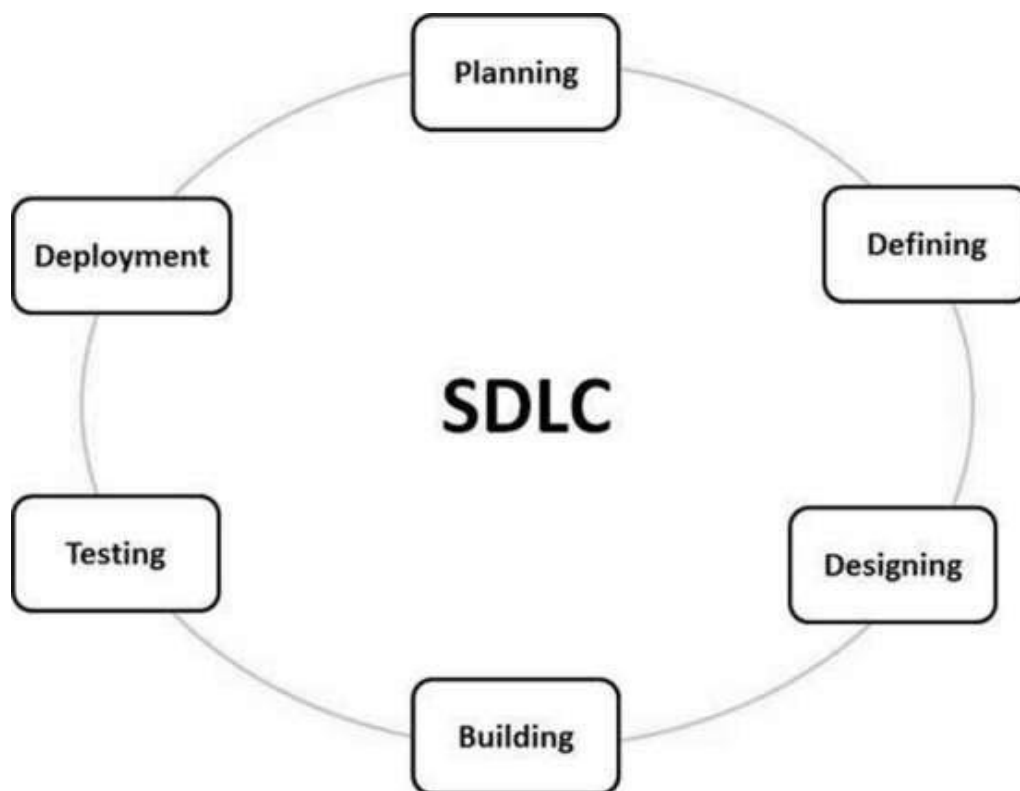 Planning
Defining
Designing
Building
Testing
Deployment
SDLC